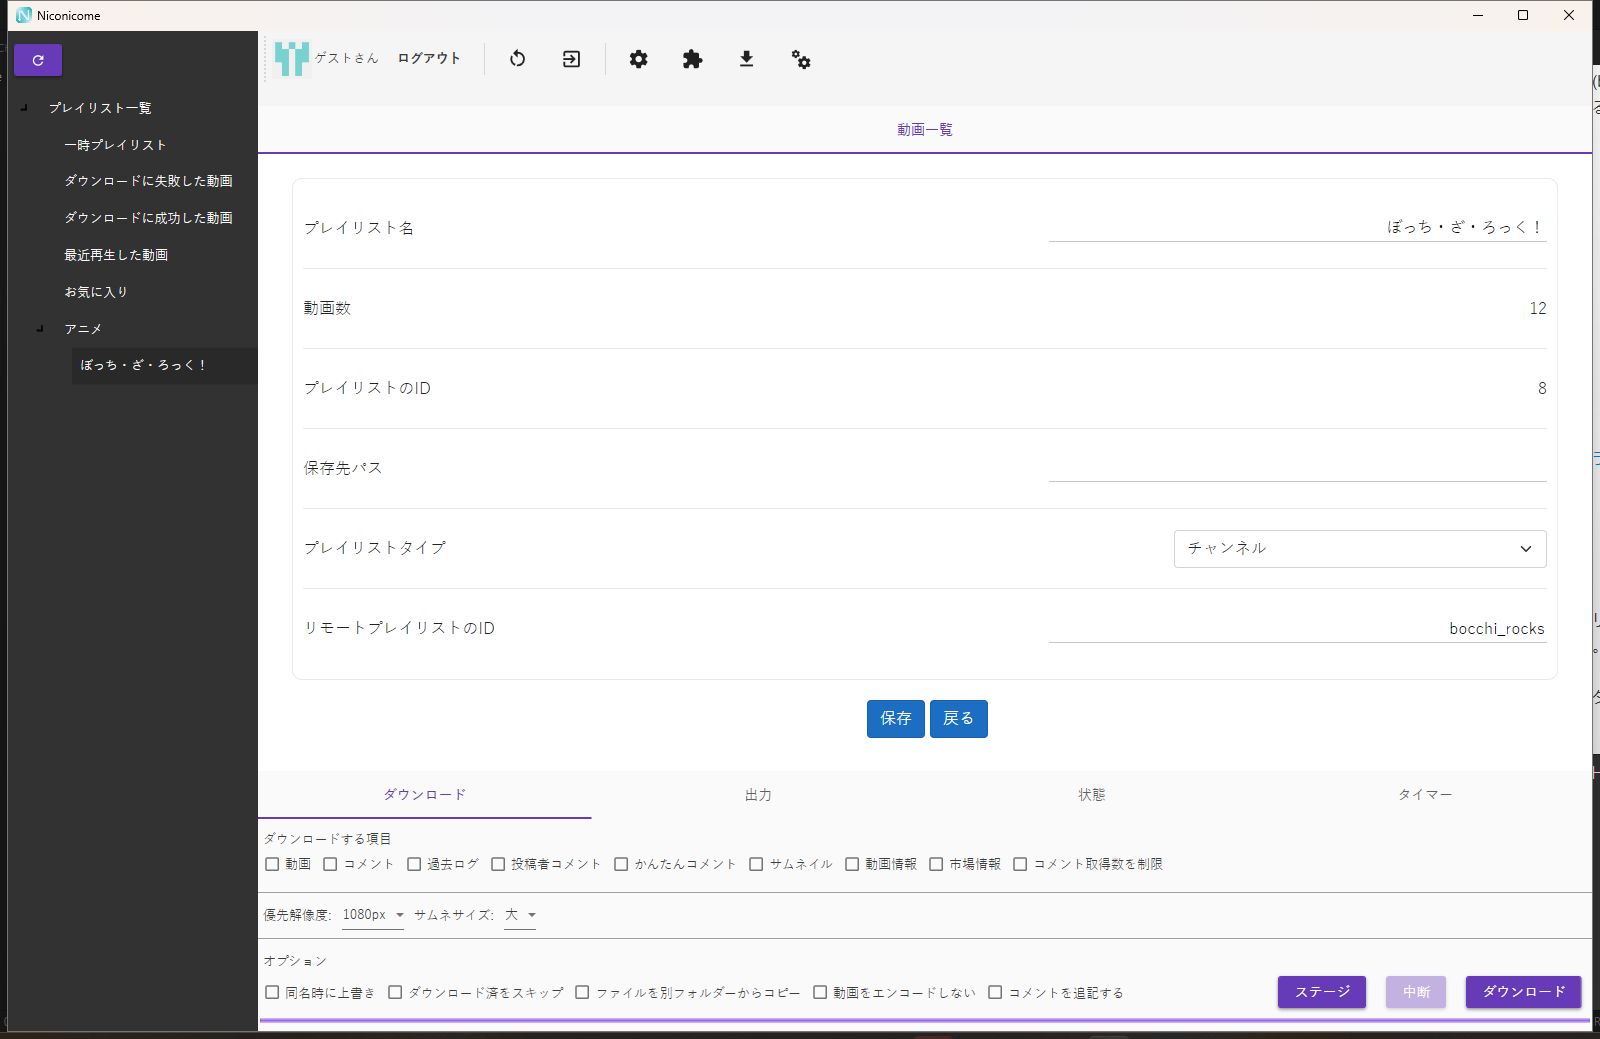 Niconicome
ゲストさん ログアウト
プレイリスト一覧
一時プレイリスト
ダウンロードに失敗した動画
ダウンロードに成功した動画
最近再生した動画
お気に入り
アニメ
ぼっち・ざ・ろっく！
動画一覧
プレイリスト名 ぼっち・ざ・ろっく！
動画数 12
プレイリストのID 8
保存先パス
プレイリストタイプ チャンネル
リモートプレイリストのID bocchi_rocks
保存 戻る
ダウンロード 出力 状態 タイマー
ダウンロードする項目
動画 コメント 過去ログ 投稿者コメント かんたんコメント サムネイル 動画情報 市場情報 コメント取得数を制限
優先解像度: 1080px サムネサイズ: 大
オプション
同名時に上書き ダウンロード済をスキップ ファイルを別フォルダーからコピー 動画をエンコードしない コメントを追記する
ステージ 中断 ダウンロード